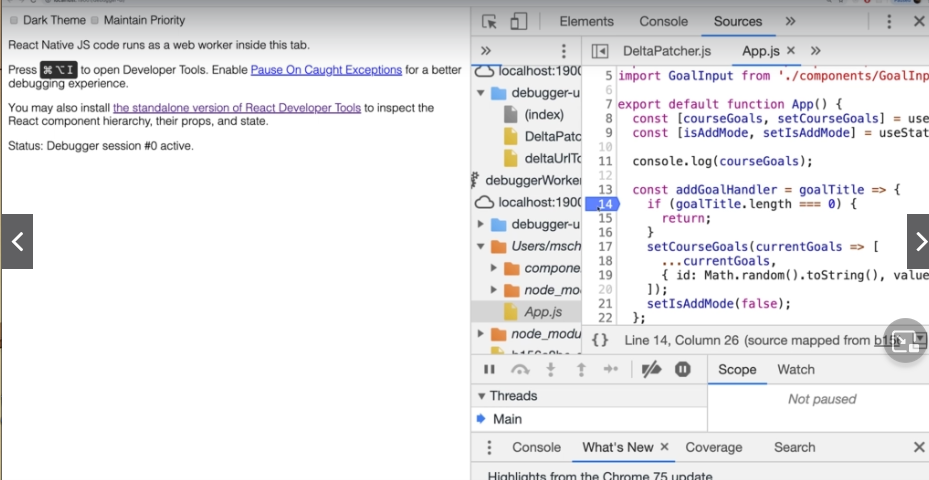 Dark Theme Maintain Priority
React Native JS code runs as a web worker inside this tab.
Press ⌘⌥I to open Developer Tools. Enable Pause On Caught Exceptions for a better
debugging experience.
You may also install the standalone version of React Developer Tools to inspect the
React component hierarchy, their props, and state.
Status: Debugger session #0 active.
Elements Console Sources »
»
DeltaPatcher.js App.js × »
localhost:1900
debugger-u
(index)
DeltaPatc
deltaUrlTo
debuggerWorke
localhost:1900
debugger-u
Users/msch
compone
node_mo
App.js
node_modu
5 import GoalInput from './components/GoalInp
6
7 export default function App() {
8 const [courseGoals, setCourseGoals] = use
9 const [isAddMode, setIsAddMode] = useStat
10
11 console.log(courseGoals);
12
13 const addGoalHandler = goalTitle => {
14 if (goalTitle.length === 0) {
15 return;
16 }
17 setCourseGoals(currentGoals => [
18 ...currentGoals,
19 { id: Math.random().toString(), value
20 ]);
21 setIsAddMode(false);
22 };
{} Line 14, Column 26 (source mapped from
Scope Watch
Threads
Main
Not paused
Console What's New × Coverage Search
Highlights from the Chrome 75 update